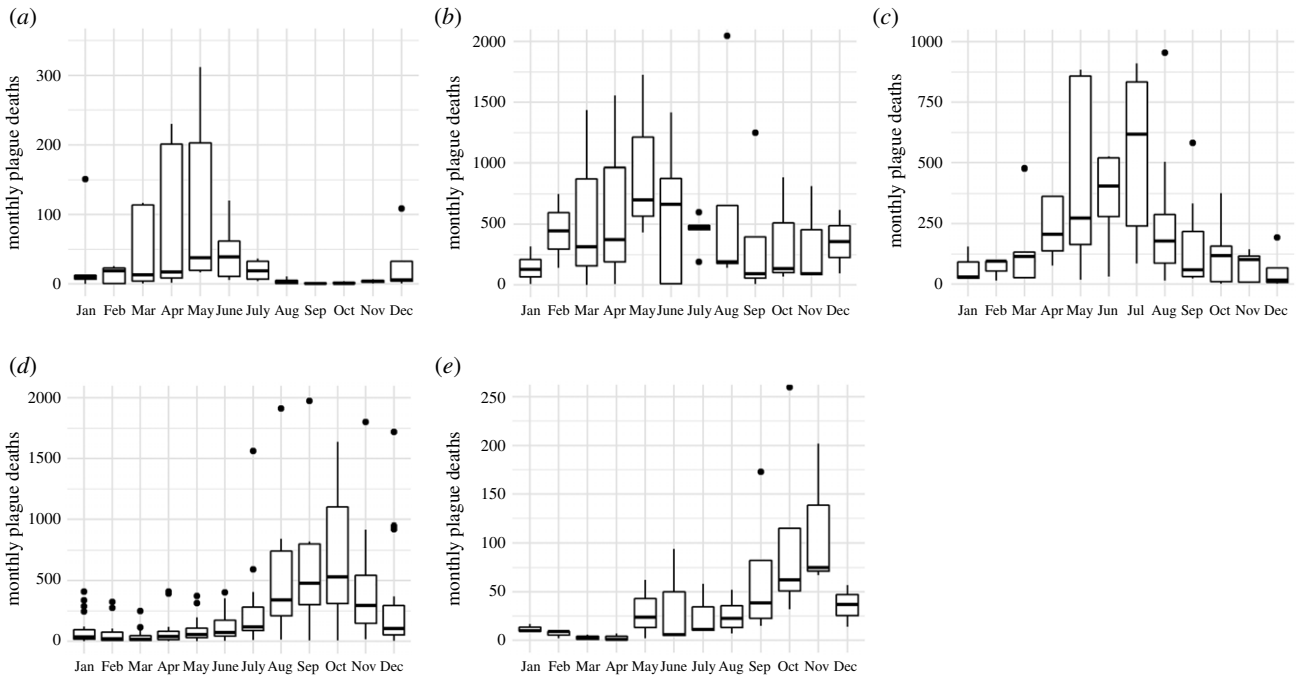 (a)
monthly plague deaths
300
200
100
0
Jan Feb Mar Apr May June July Aug Sep Oct Nov Dec
(b)
monthly plague deaths
2000
1500
1000
500
0
Jan Feb Mar Apr May June July Aug Sep Oct Nov Dec
(c)
monthly plague deaths
1000
750
500
250
0
Jan Feb Mar Apr May Jun Jul Aug Sep Oct Nov Dec
(d)
monthly plague deaths
2000
1500
1000
500
0
Jan Feb Mar Apr May June July Aug Sep Oct Nov Dec
(e)
monthly plague deaths
250
200
150
100
50
0
Jan Feb Mar Apr May June July Aug Sep Oct Nov Dec